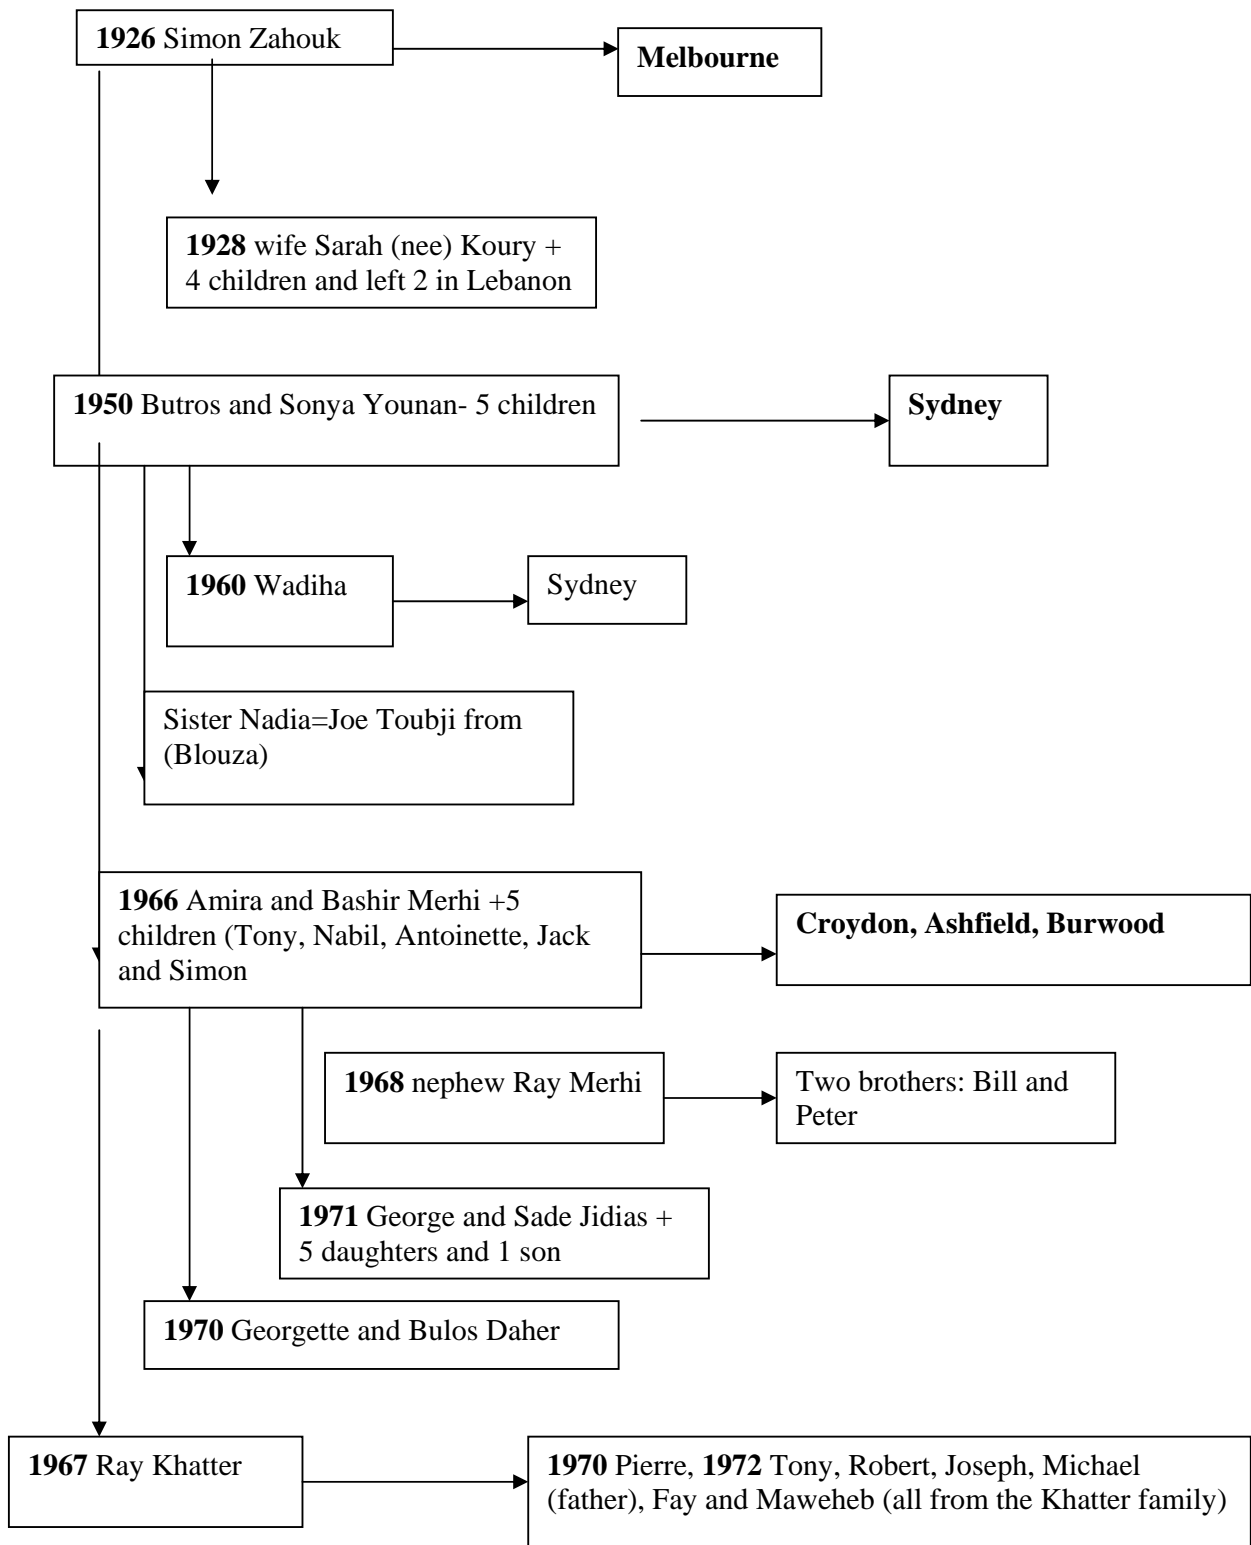 1926 Simon Zahouk
Melbourne
1928 wife Sarah (nee) Koury +
4 children and left 2 in Lebanon
1950 Butros and Sonya Younan- 5 children
Sydney
1960 Wadiha
Sydney
Sister Nadia=Joe Toubji from
(Blouza)
1966 Amira and Bashir Merhi +5
children (Tony, Nabil, Antoinette, Jack
and Simon
Croydon, Ashfield, Burwood
1968 nephew Ray Merhi
Two brothers: Bill and
Peter
1971 George and Sade Jidias +
5 daughters and 1 son
1970 Georgette and Bulos Daher
1967 Ray Khatter
1970 Pierre, 1972 Tony, Robert, Joseph, Michael
(father), Fay and Maweheb (all from the Khatter family)